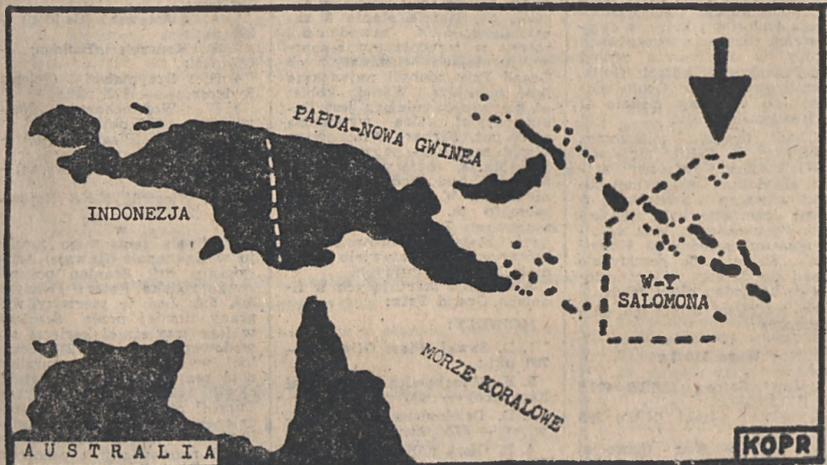 PAPUA-NOWA GWINEA
INDONEZJA
W-Y
SALOMONA
MORZE KORALOWE
AUSTRALIA
KOPR